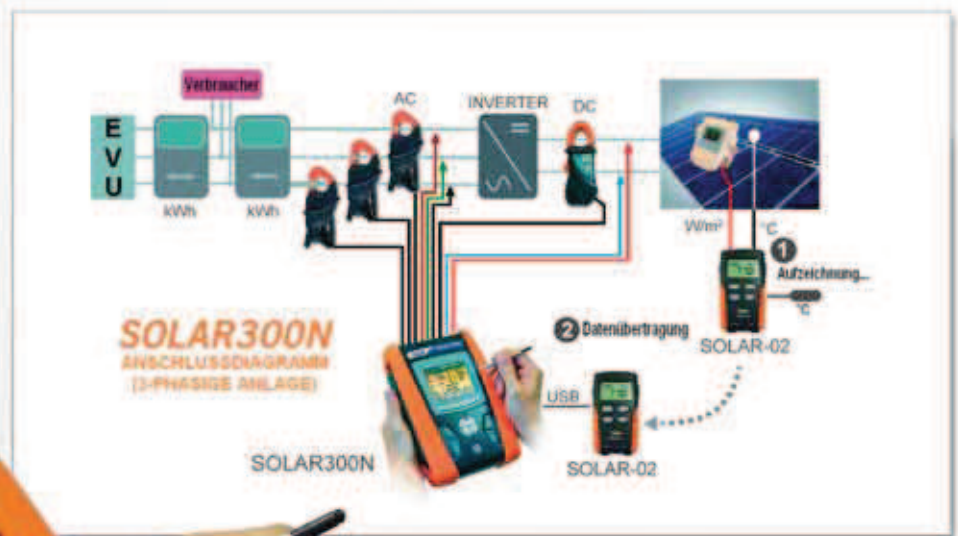 Verbraucher
AC
INVERTER
DC
E
V
U
kWh
kWh
W/m²
°C
1
Aufzeichnung...
°C
SOLAR-02
SOLAR300N
ANSCHLUSSDIAGRAMM
(3-PHASIGE ANLAGE)
2 Datenübertragung
USB
SOLAR300N
SOLAR-02